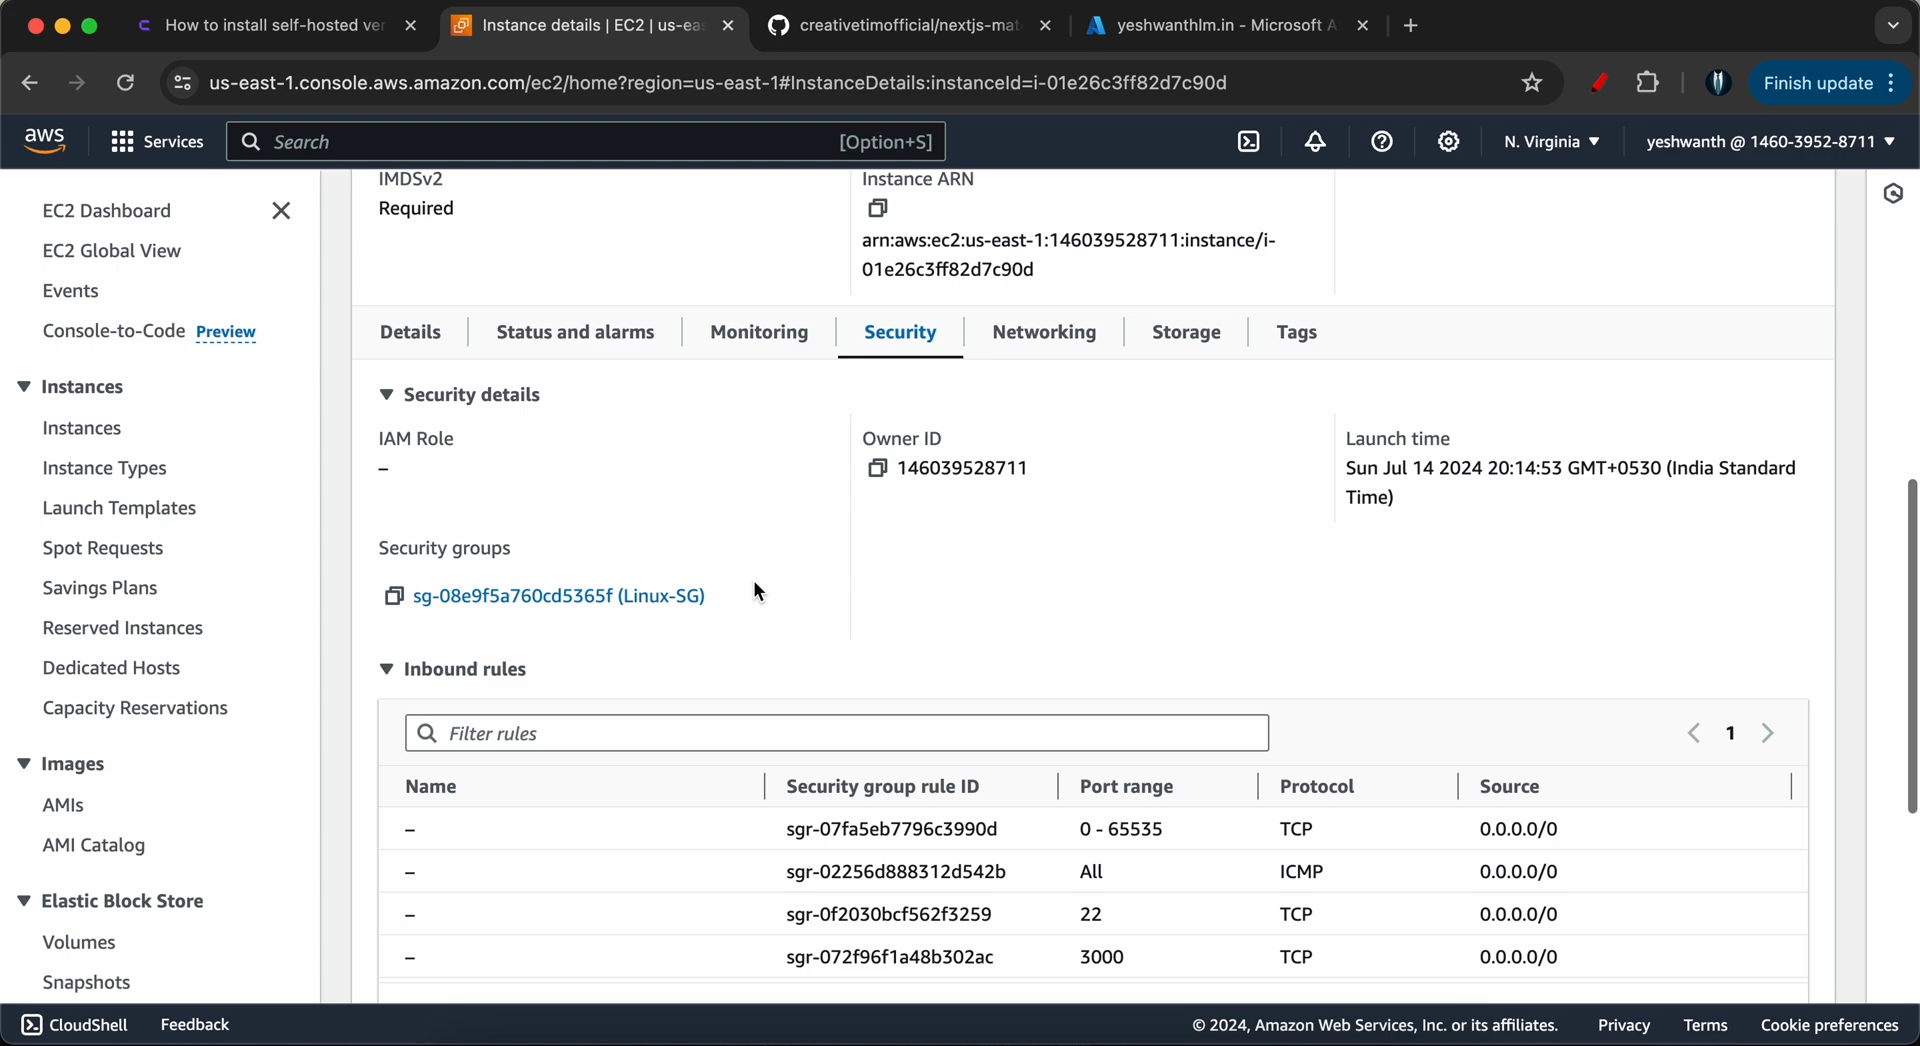 How to install self-hosted ver
Instance details | EC2 | us-eas
creativetimofficial/nextjs-mat
yeshwanthlm.in - Microsoft A
us-east-1.console.aws.amazon.com/ec2/home?region=us-east-1#InstanceDetails:instanceId=i-01e26c3ff82d7c90d
Finish update
aws
Services
Search
[Option+S]
N. Virginia
yeshwanth @ 1460-3952-8711
EC2 Dashboard
EC2 Global View
Events
Console-to-Code Preview
Instances
Instances
Instance Types
Launch Templates
Spot Requests
Savings Plans
Reserved Instances
Dedicated Hosts
Capacity Reservations
Images
AMIs
AMI Catalog
Elastic Block Store
Volumes
Snapshots
IMDSv2
Required
Instance ARN
arn:aws:ec2:us-east-1:146039528711:instance/i-
01e26c3ff82d7c90d
Details
Status and alarms
Monitoring
Security
Networking
Storage
Tags
Security details
IAM Role
–
Owner ID
146039528711
Launch time
Sun Jul 14 2024 20:14:53 GMT+0530 (India Standard
Time)
Security groups
sg-08e9f5a760cd5365f (Linux-SG)
Inbound rules
Filter rules
1
Name Security group rule ID Port range Protocol Source
– sgr-07fa5eb7796c3990d 0 - 65535 TCP 0.0.0.0/0
– sgr-02256d888312d542b All ICMP 0.0.0.0/0
– sgr-0f2030bcf562f3259 22 TCP 0.0.0.0/0
– sgr-072f96f1a48b302ac 3000 TCP 0.0.0.0/0
CloudShell
Feedback
© 2024, Amazon Web Services, Inc. or its affiliates.
Privacy
Terms
Cookie preferences